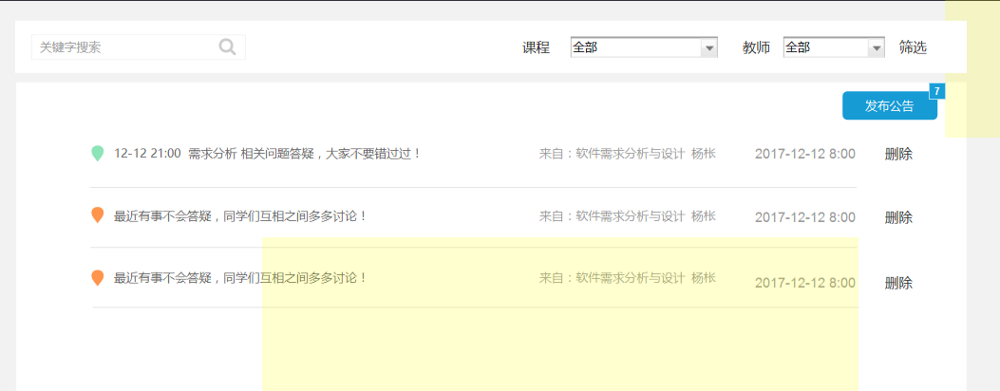 关键字搜索 课程 全部 教师 全部 筛选
7
发布公告
12-12 21:00 需求分析 相关问题答疑，大家不要错过过！ 来自：软件需求分析与设计 杨枨 2017-12-12 8:00 删除
最近有事不会答疑，同学们互相之间多多讨论！ 来自：软件需求分析与设计 杨枨 2017-12-12 8:00 删除
最近有事不会答疑，同学们互相之间多多讨论！ 来自：软件需求分析与设计 杨枨 2017-12-12 8:00 删除